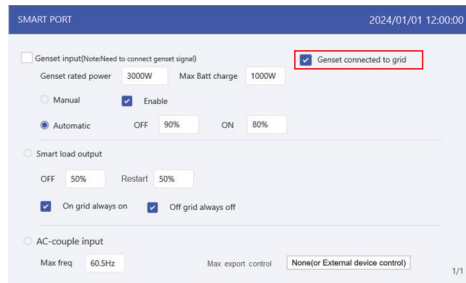 SMART PORT 2024/01/01 12:00:00
Genset input(Note:Need to connect genset signal) Genset connected to grid
Genset rated power 3000W Max Batt charge 1000W
Manual Enable
Automatic OFF 90% ON 80%
Smart load output
OFF 50% Restart 50%
On grid always on Off grid always off
AC-couple input
Max freq 60.5Hz Max export control None(or External device control)
1/1